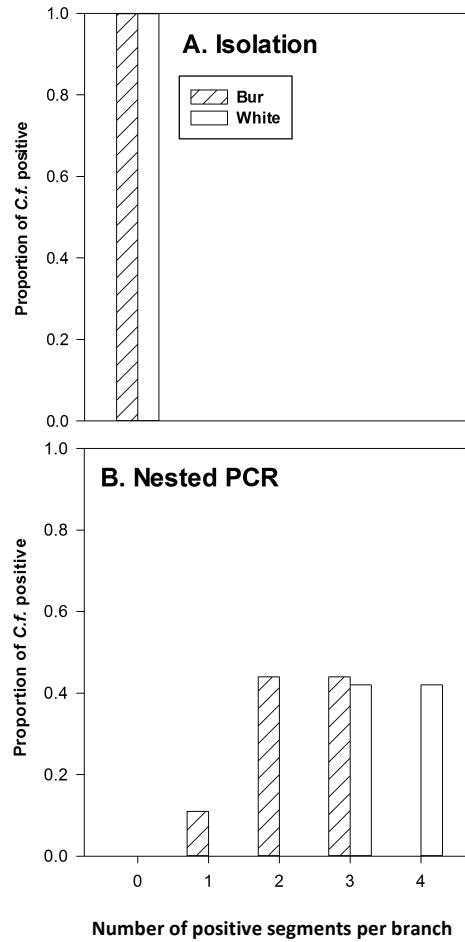 A. Isolation
Bur
White
Proportion of C.f. positive
1.0
0.8
0.6
0.4
0.2
0.0
B. Nested PCR
Proportion of C.f. positive
1.0
0.8
0.6
0.4
0.2
0.0
0 1 2 3 4
Number of positive segments per branch